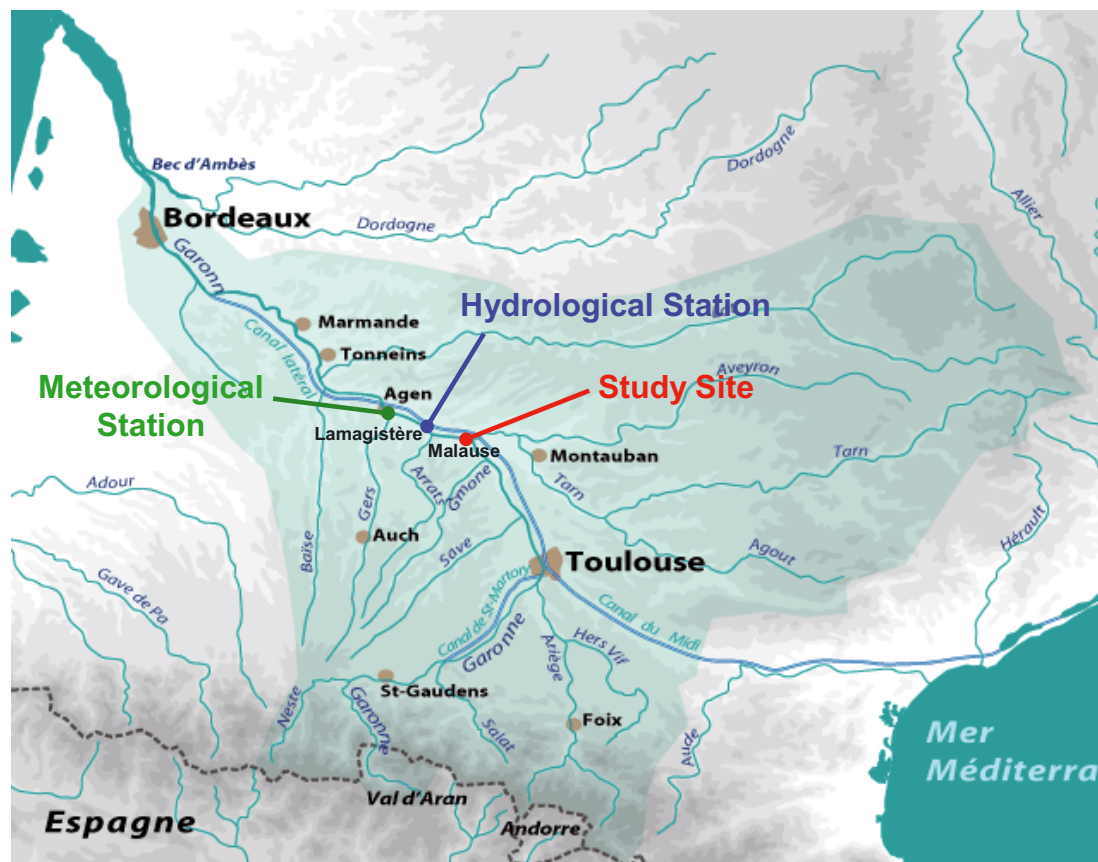 Bec d'Ambès
Bordeaux
Dordogne
Dordogne
Allier
Garonn
Hydrological Station
Marmande
Canal latéral
Tonneins
Aveyron
Meteorological
Station
Agen
Study Site
Lamagistère
Malause
Montauban
Tarn
Tarn
Adour
Arrats
Gmone
Gers
Auch
Baïse
Save
Agout
Hérault
Toulouse
Gave de Pa
Canal de St-Martory
Garonne
Canal du Midi
Ariège
Hers Vif
St-Gaudens
Neste
Garonne
Salat
Foix
Aude
Mer
Méditerra
Val d'Aran
Espagne
Andorre